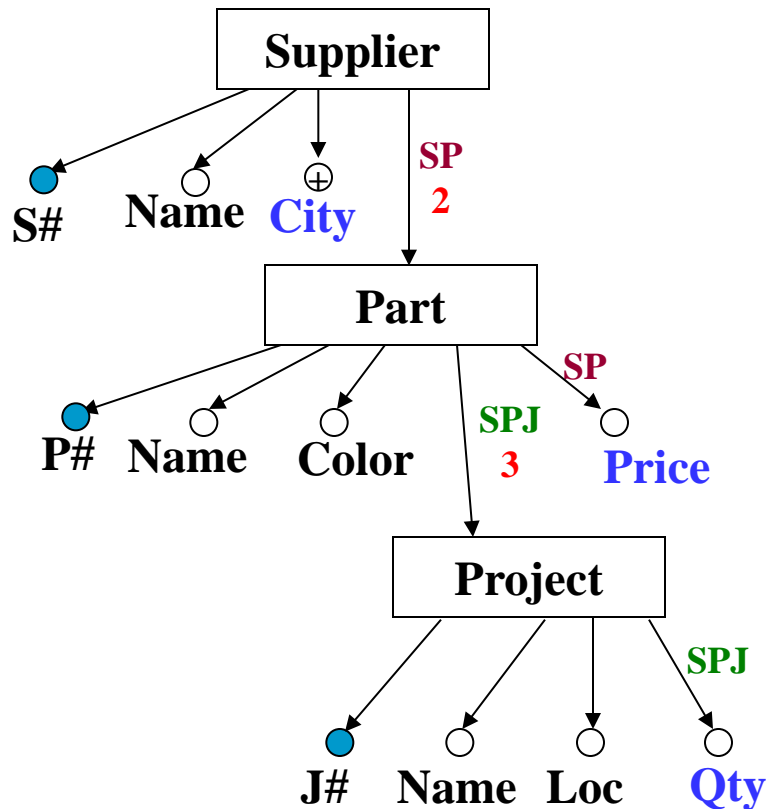 Supplier
SP
2
S#
Name
City
+
Part
SP
SPJ
3
P#
Name
Color
Price
Project
SPJ
J#
Name
Loc
Qty